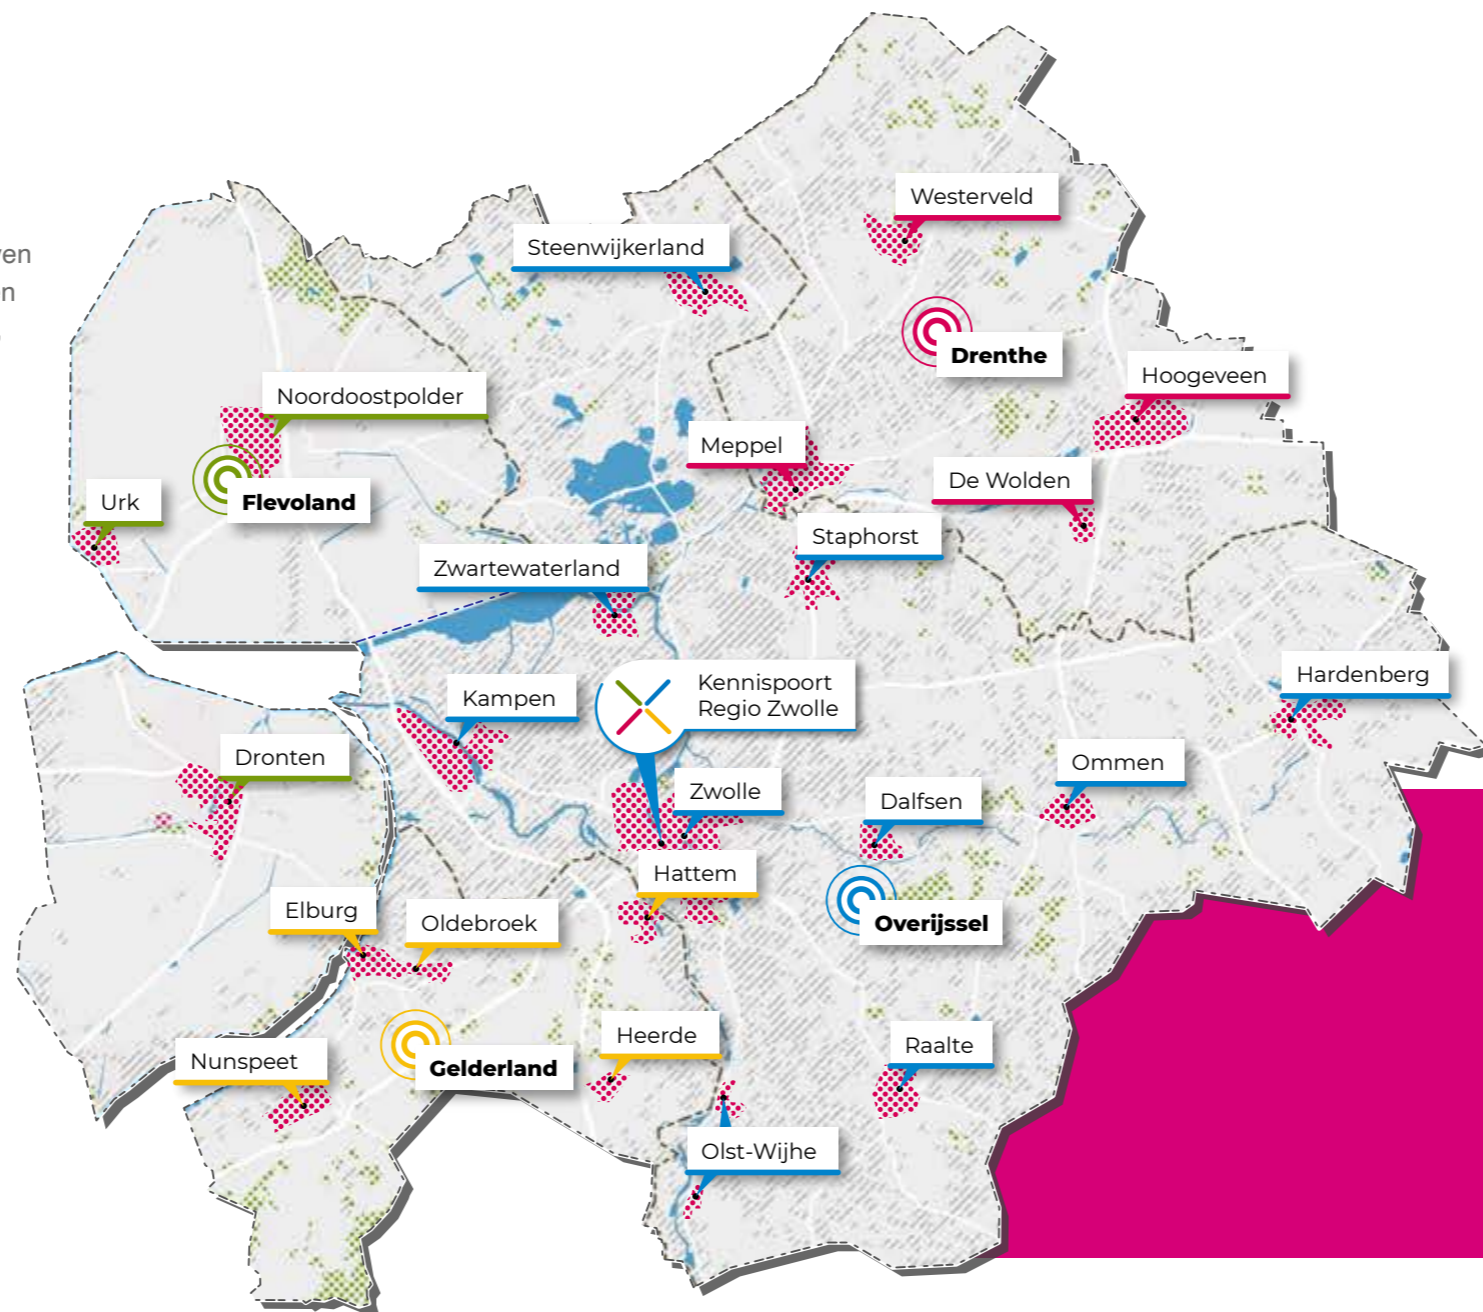 Westerveld
Steenwijkerland
Drenthe
Hoogeveen
Noordoostpolder
Meppel
De Wolden
Flevoland
Urk
Staphorst
Zwartewaterland
Hardenberg
Kennispoort
Regio Zwolle
Kampen
Dronten
Ommen
Zwolle
Dalfsen
Hattem
Elburg
Oldebroek
Overijssel
Heerde
Raalte
Nunspeet
Gelderland
Olst-Wijhe